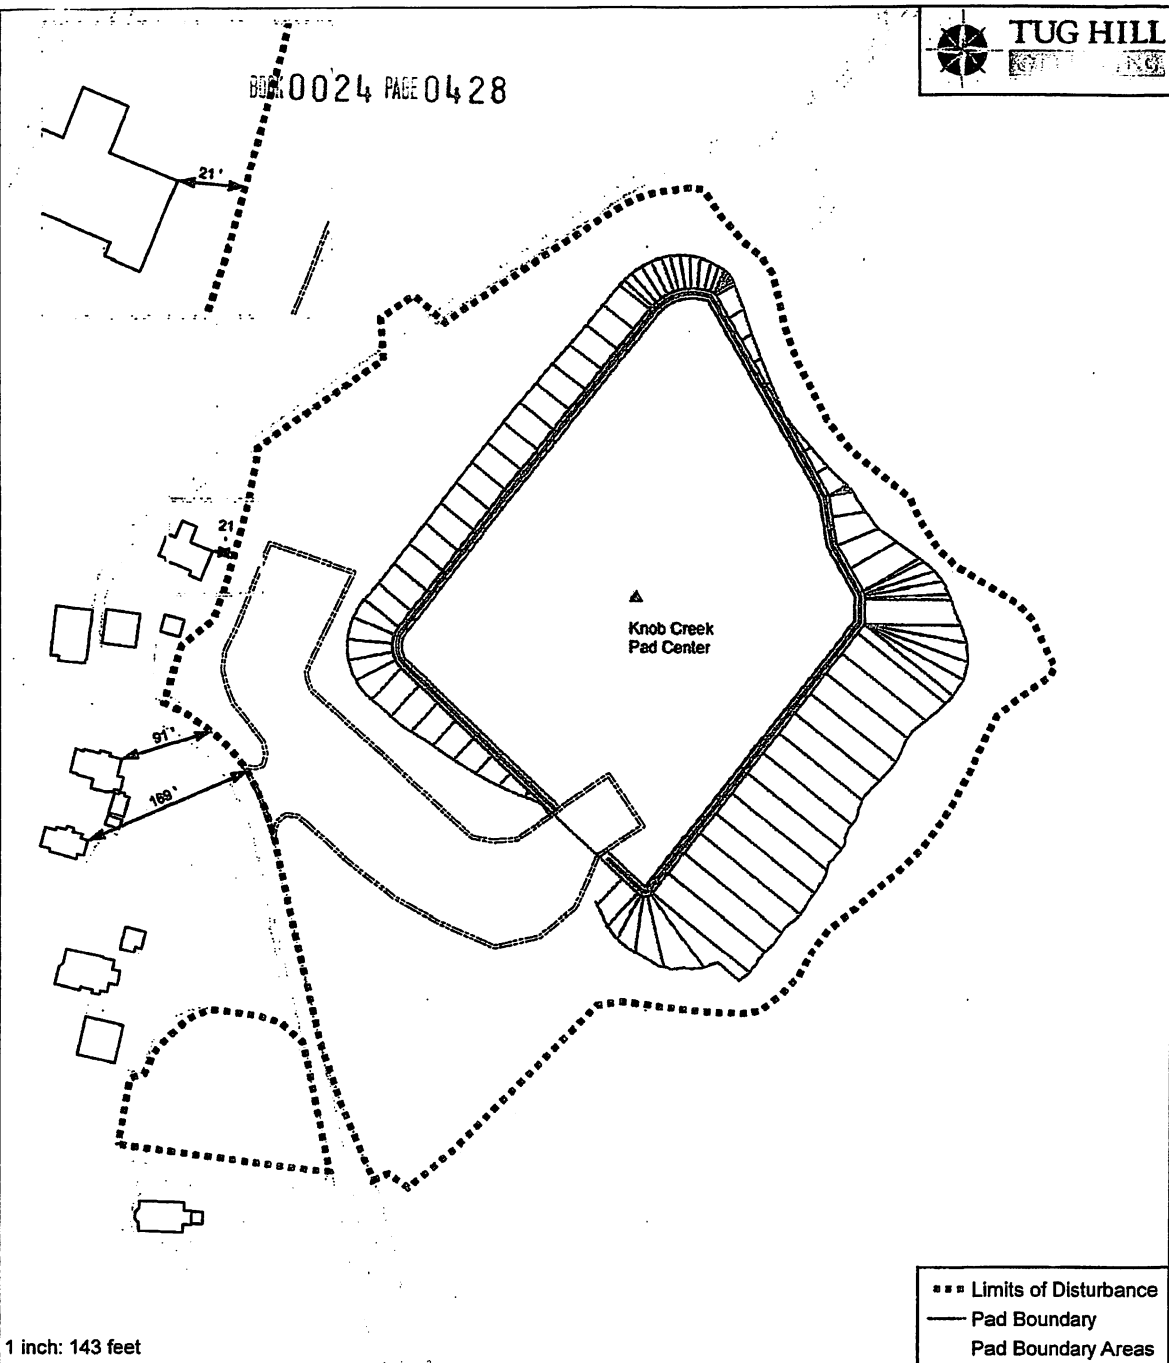 TUG HILL
BOOK 0024 PAGE 0428
21 '
21
'
Knob Creek
Pad Center
91 '
169 '
Limits of Disturbance
Pad Boundary
Pad Boundary Areas
1 inch: 143 feet